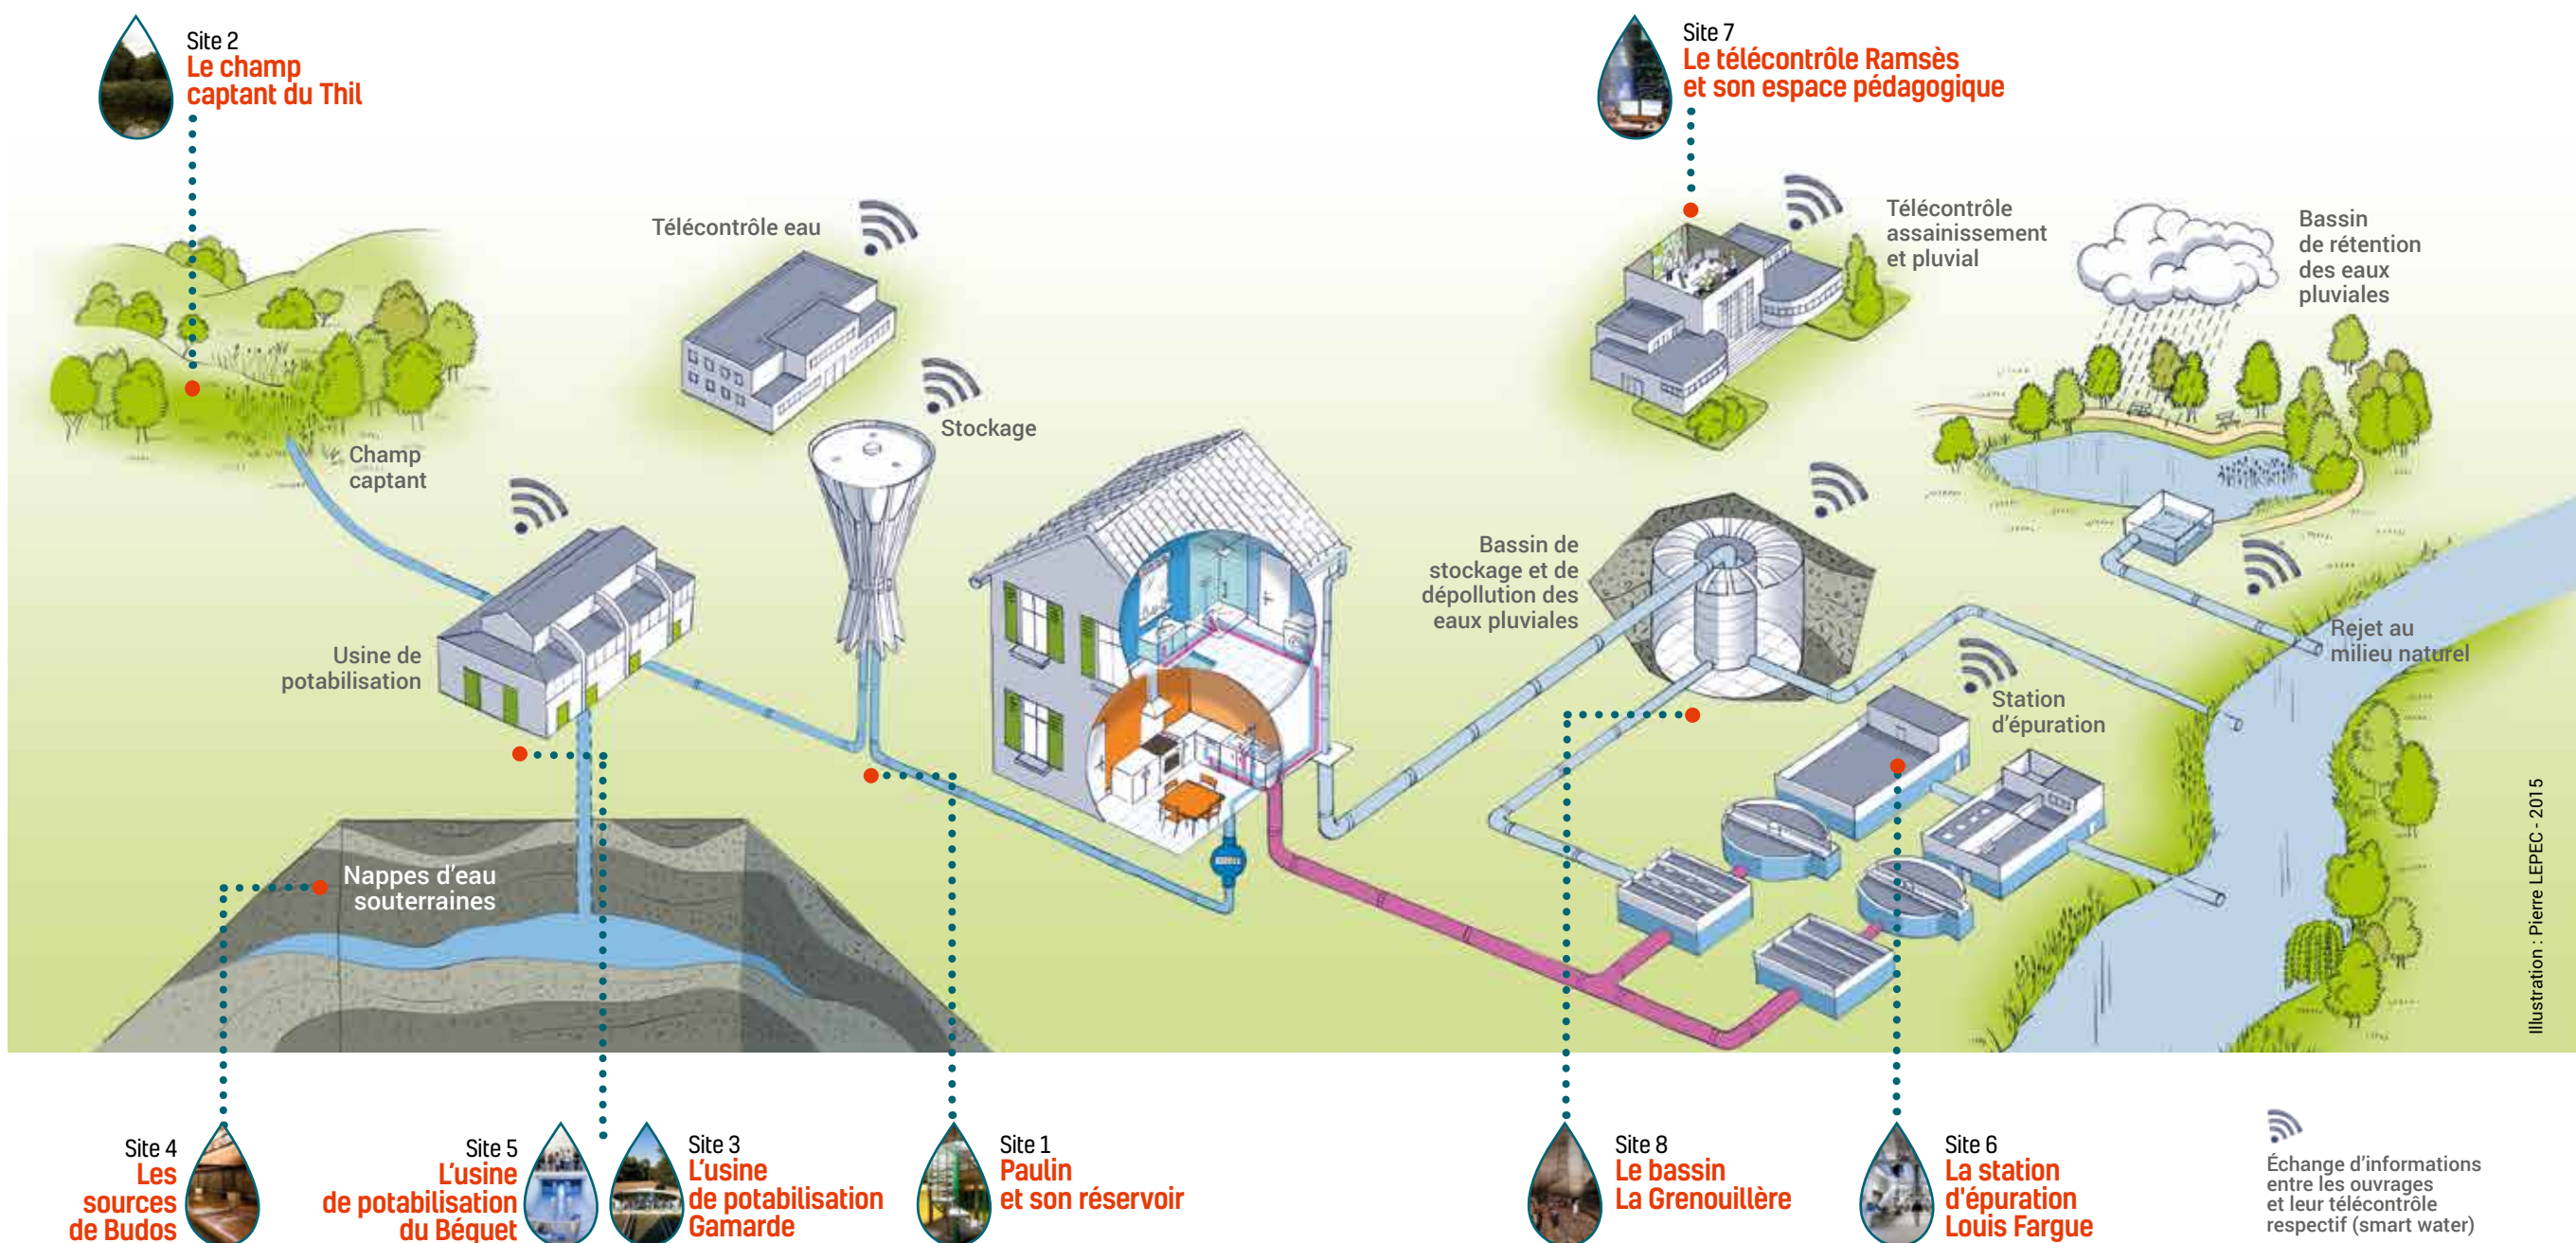 Site 2
Le champ
captant du Thil
Site 7
Le télécontrôle Ramsès
et son espace pédagogique
Télécontrôle eau
Télécontrôle
assainissement
et pluvial
Bassin
de rétention
des eaux
pluviales
Stockage
Champ
captant
Usine de
potabilisation
Bassin de
stockage et de
dépollution des
eaux pluviales
Rejet au
milieu naturel
Station
d'épuration
Nappes d'eau
souterraines
Illustration : Pierre LEPEC - 2015
Site 4
Les
sources
de Budos
Site 5
L'usine
de potabilisation
du Béquet
Site 3
L'usine
de potabilisation
Gamarde
Site 1
Paulin
et son réservoir
Site 8
Le bassin
La Grenouillère
Site 6
La station
d'épuration
Louis Fargue
Échange d'informations
entre les ouvrages
et leur télécontrôle
respectif (smart water)